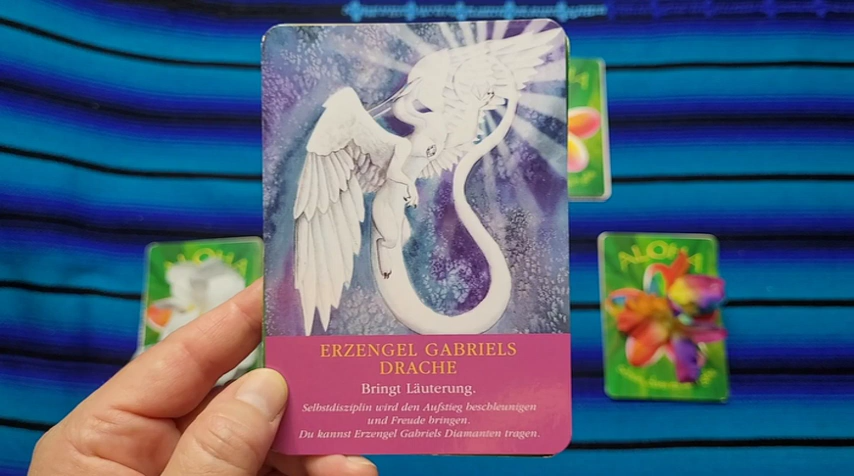 ALOHA
ALOHA
ERZENGEL GABRIELS
DRACHE
Bringt Läuterung.
Selbstdisziplin wird den Aufstieg beschleunigen
und Freude bringen.
Du kannst Erzengel Gabriels Diamanten tragen.